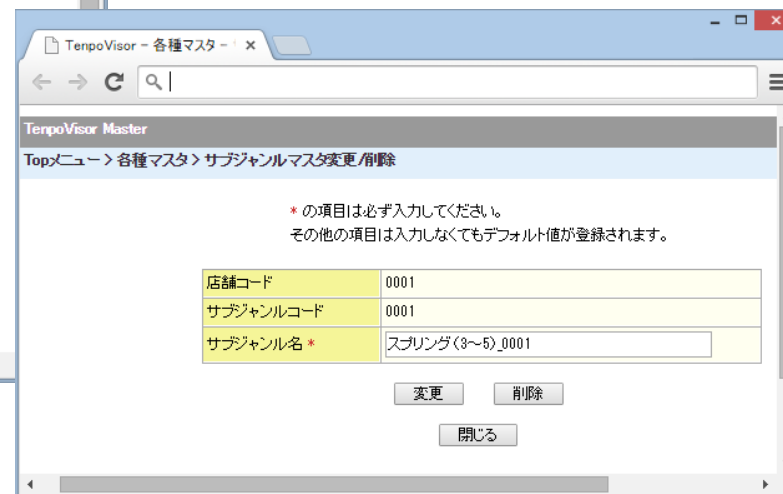 TenpoVisor - 各種マスタ -
TenpoVisor Master
Topメニュー > 各種マスタ > サブジャンルマスタ変更/削除
* の項目は必ず入力してください。
その他の項目は入力しなくてもデフォルト値が登録されます。
店舗コード 0001
サブジャンルコード 0001
サブジャンル名 * スプリング(3～5)_0001
変更 削除
閉じる